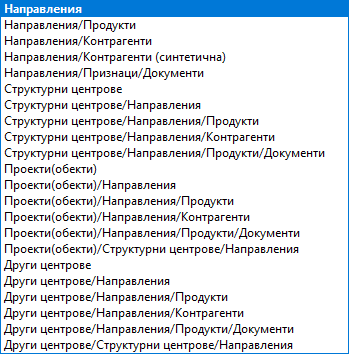 Направления
Направления/Продукти
Направления/Контрагенти
Направления/Контрагенти (синтетична)
Направления/Признаци/Документи
Структурни центрове
Структурни центрове/Направления
Структурни центрове/Направления/Продукти
Структурни центрове/Направления/Контрагенти
Структурни центрове/Направления/Продукти/Документи
Проекти(обекти)
Проекти(обекти)/Направления
Проекти(обекти)/Направления/Продукти
Проекти(обекти)/Направления/Контрагенти
Проекти(обекти)/Направления/Продукти/Документи
Проекти(обекти)/Структурни центрове/Направления
Други центрове
Други центрове/Направления
Други центрове/Направления/Продукти
Други центрове/Направления/Контрагенти
Други центрове/Направления/Продукти/Документи
Други центрове/Структурни центрове/Направления